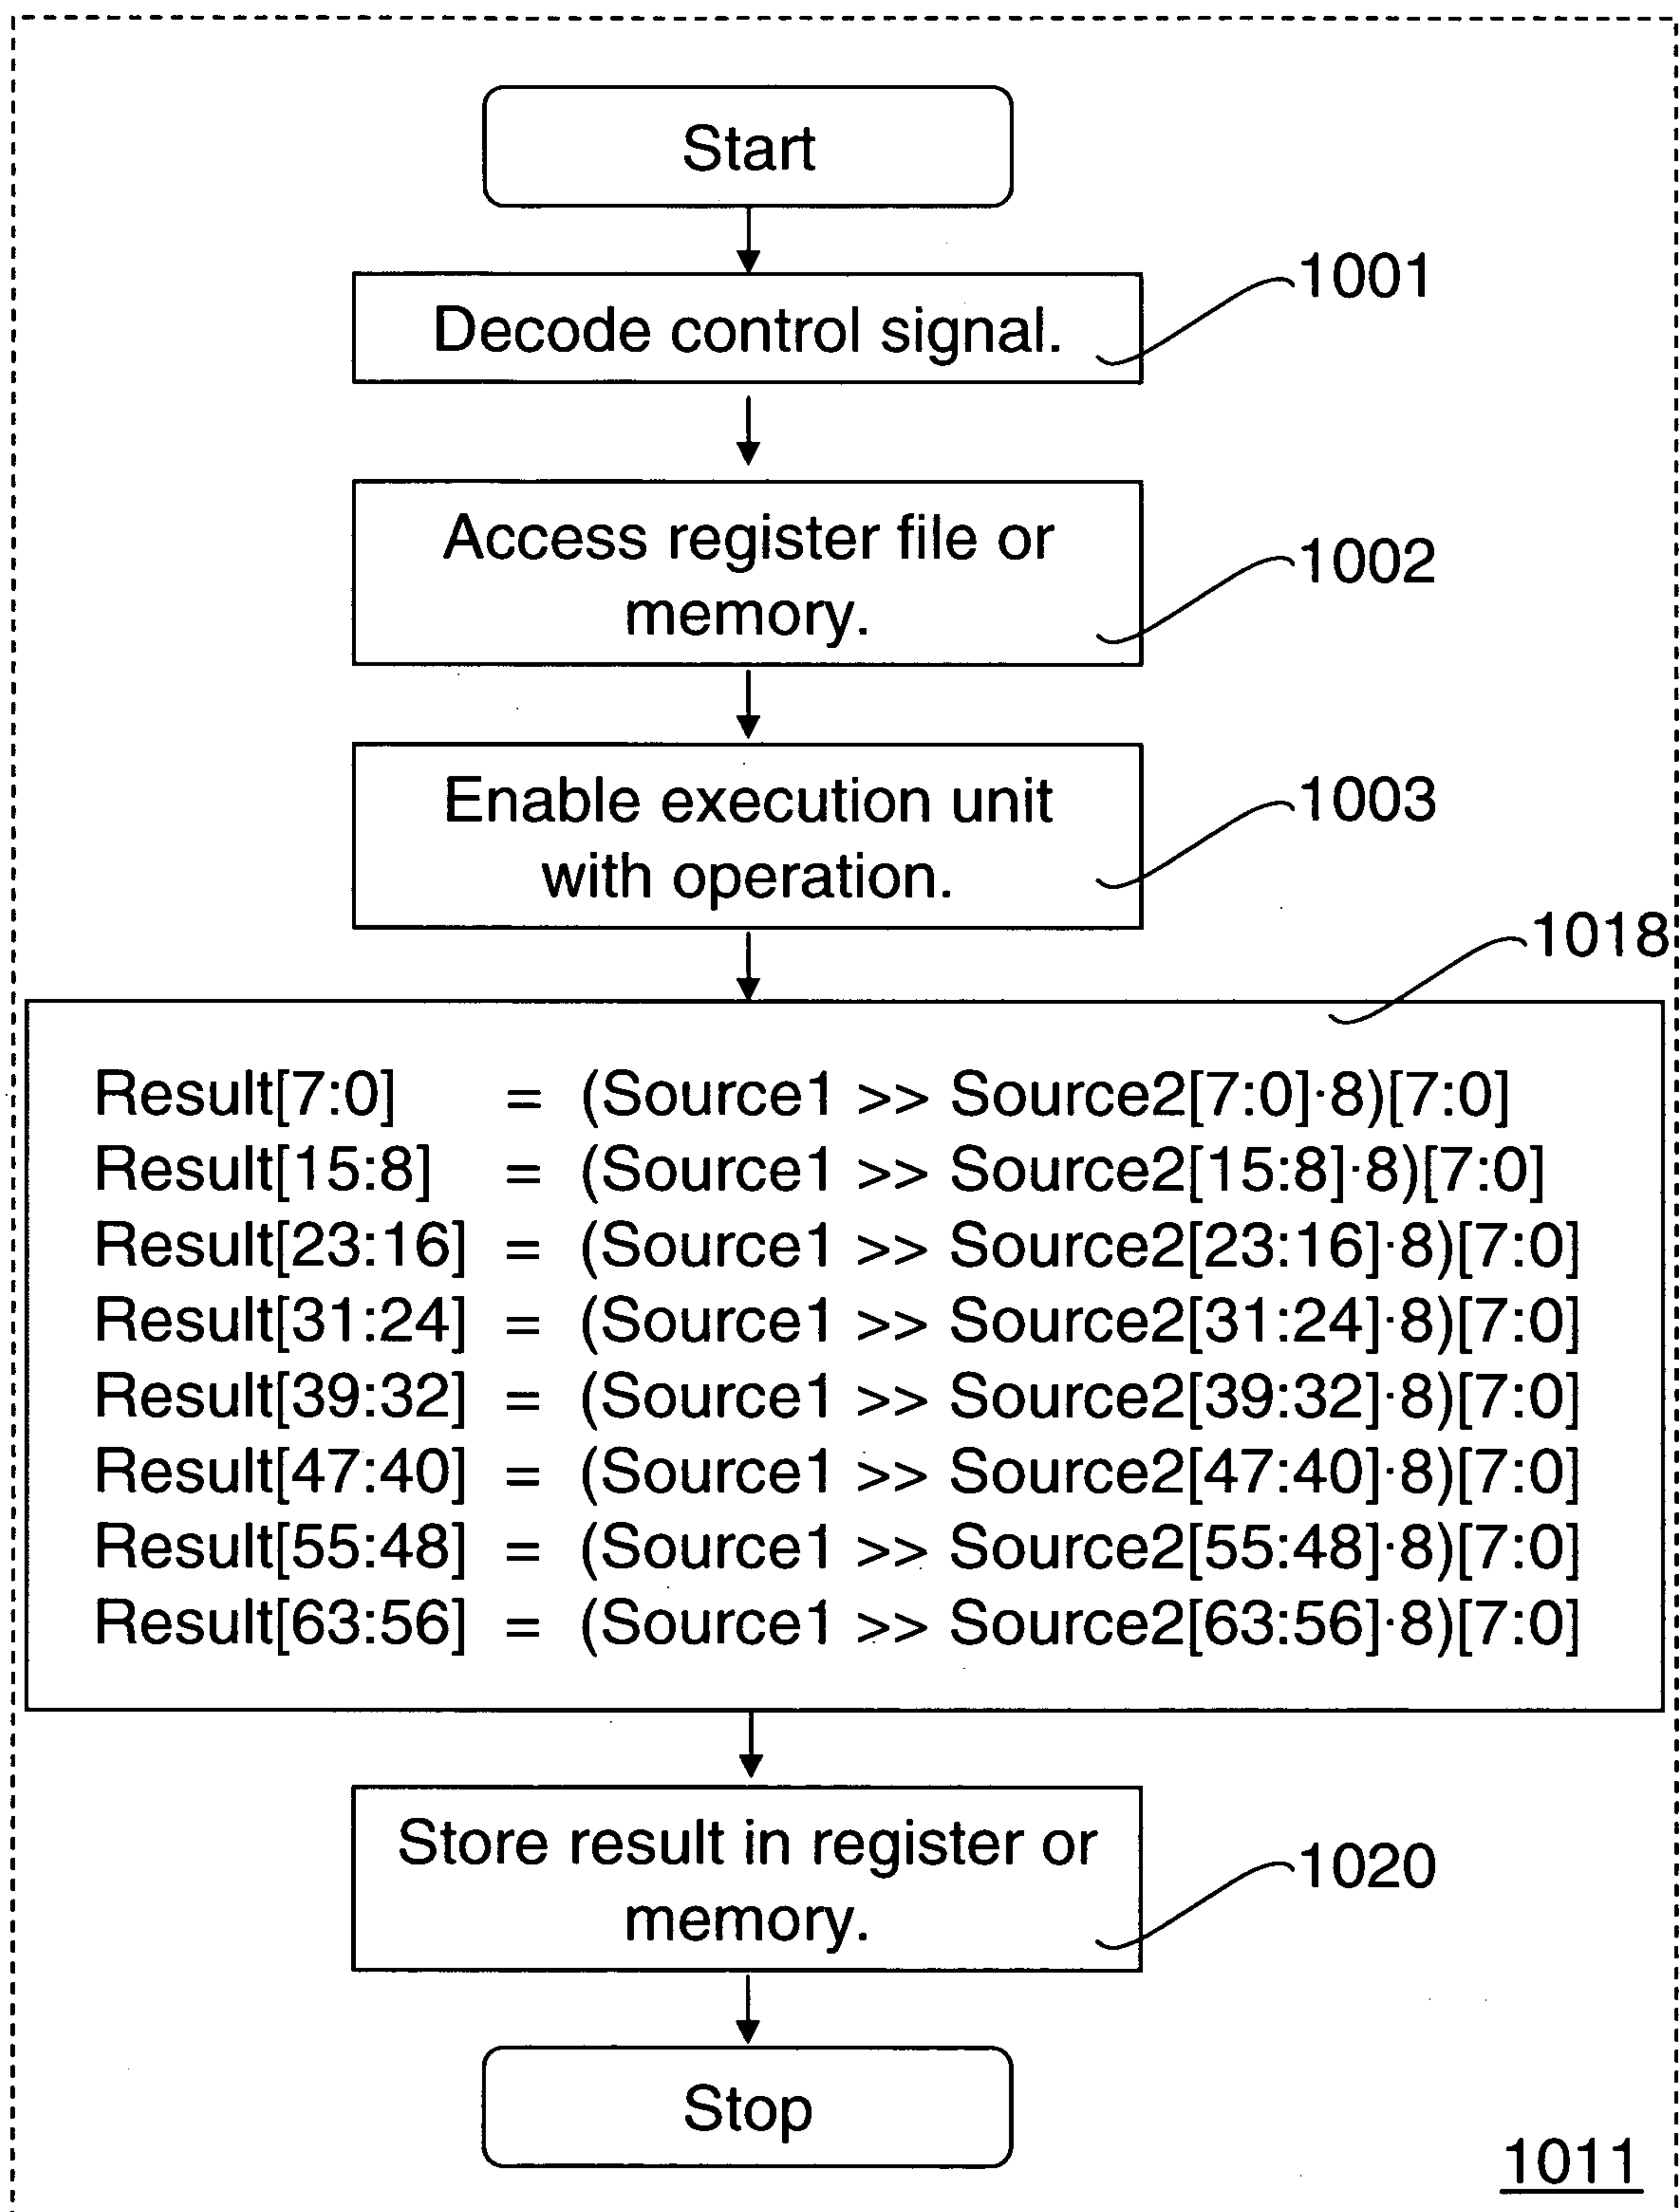 Start
Decode control signal.
1001
Access register file or
memory.
1002
Enable execution unit
with operation.
1003
1018
Result[7:0] = (Source1 >> Source2[7:0]·8)[7:0]
Result[15:8] = (Source1 >> Source2[15:8]·8)[7:0]
Result[23:16] = (Source1 >> Source2[23:16]·8)[7:0]
Result[31:24] = (Source1 >> Source2[31:24]·8)[7:0]
Result[39:32] = (Source1 >> Source2[39:32]·8)[7:0]
Result[47:40] = (Source1 >> Source2[47:40]·8)[7:0]
Result[55:48] = (Source1 >> Source2[55:48]·8)[7:0]
Result[63:56] = (Source1 >> Source2[63:56]·8)[7:0]
Store result in register or
memory.
1020
Stop
1011